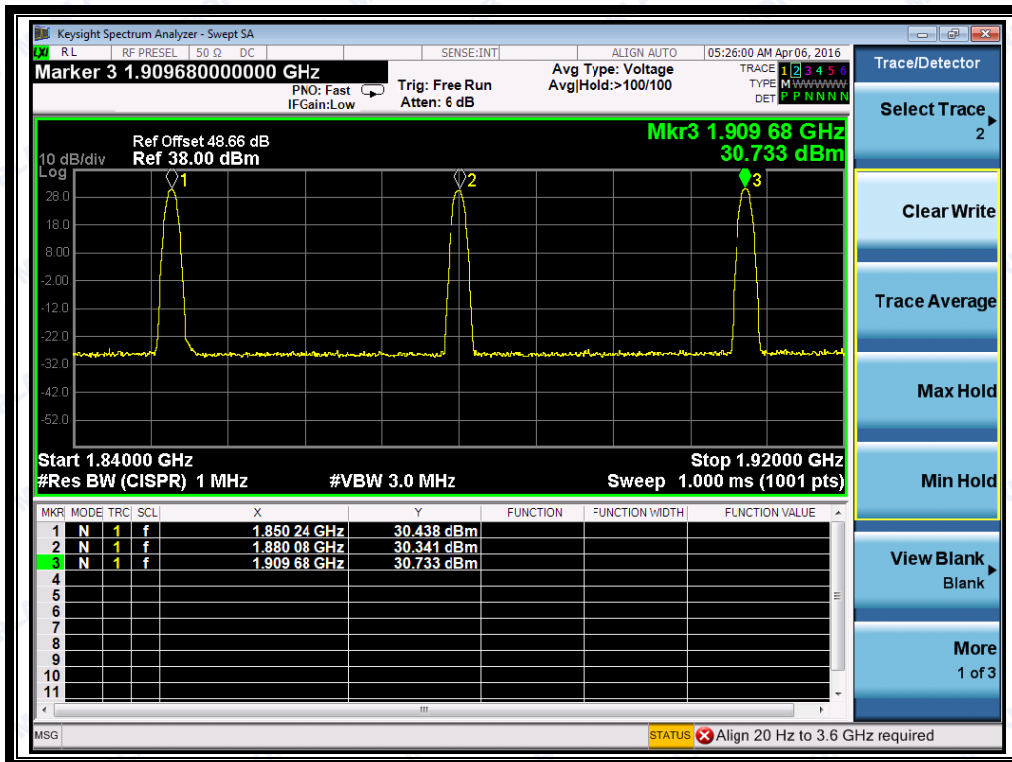 Keysight Spectrum Analyzer - Swept SA
LXI RL RF PRESEL 50 Ω DC SENSE:INT ALIGN AUTO 05:26:00 AM Apr 06, 2016
Marker 3 1.909680000000 GHz
PNO: Fast
IFGain:Low
Trig: Free Run
Atten: 6 dB
Avg Type: Voltage
Avg|Hold:>100/100
TRACE 1 2 3 4 5 6
TYPE M W W W W W
DET P P N N N N
Ref Offset 48.66 dB
10 dB/div Ref 38.00 dBm
Log
Mkr3 1.909 68 GHz
30.733 dBm
1 2 3
28.0
18.0
8.00
-2.00
-12.0
-22.0
-32.0
-42.0
-52.0
Start 1.84000 GHz Stop 1.92000 GHz
#Res BW (CISPR) 1 MHz #VBW 3.0 MHz Sweep 1.000 ms (1001 pts)
MKR MODE TRC SCL X Y FUNCTION FUNCTION WIDTH FUNCTION VALUE
1 N 1 f 1.850 24 GHz 30.438 dBm
2 N 1 f 1.880 08 GHz 30.341 dBm
3 N 1 f 1.909 68 GHz 30.733 dBm
4
5
6
7
8
9
10
11
MSG STATUS Align 20 Hz to 3.6 GHz required
Trace/Detector
Select Trace
2
Clear Write
Trace Average
Max Hold
Min Hold
View Blank
Blank
More
1 of 3